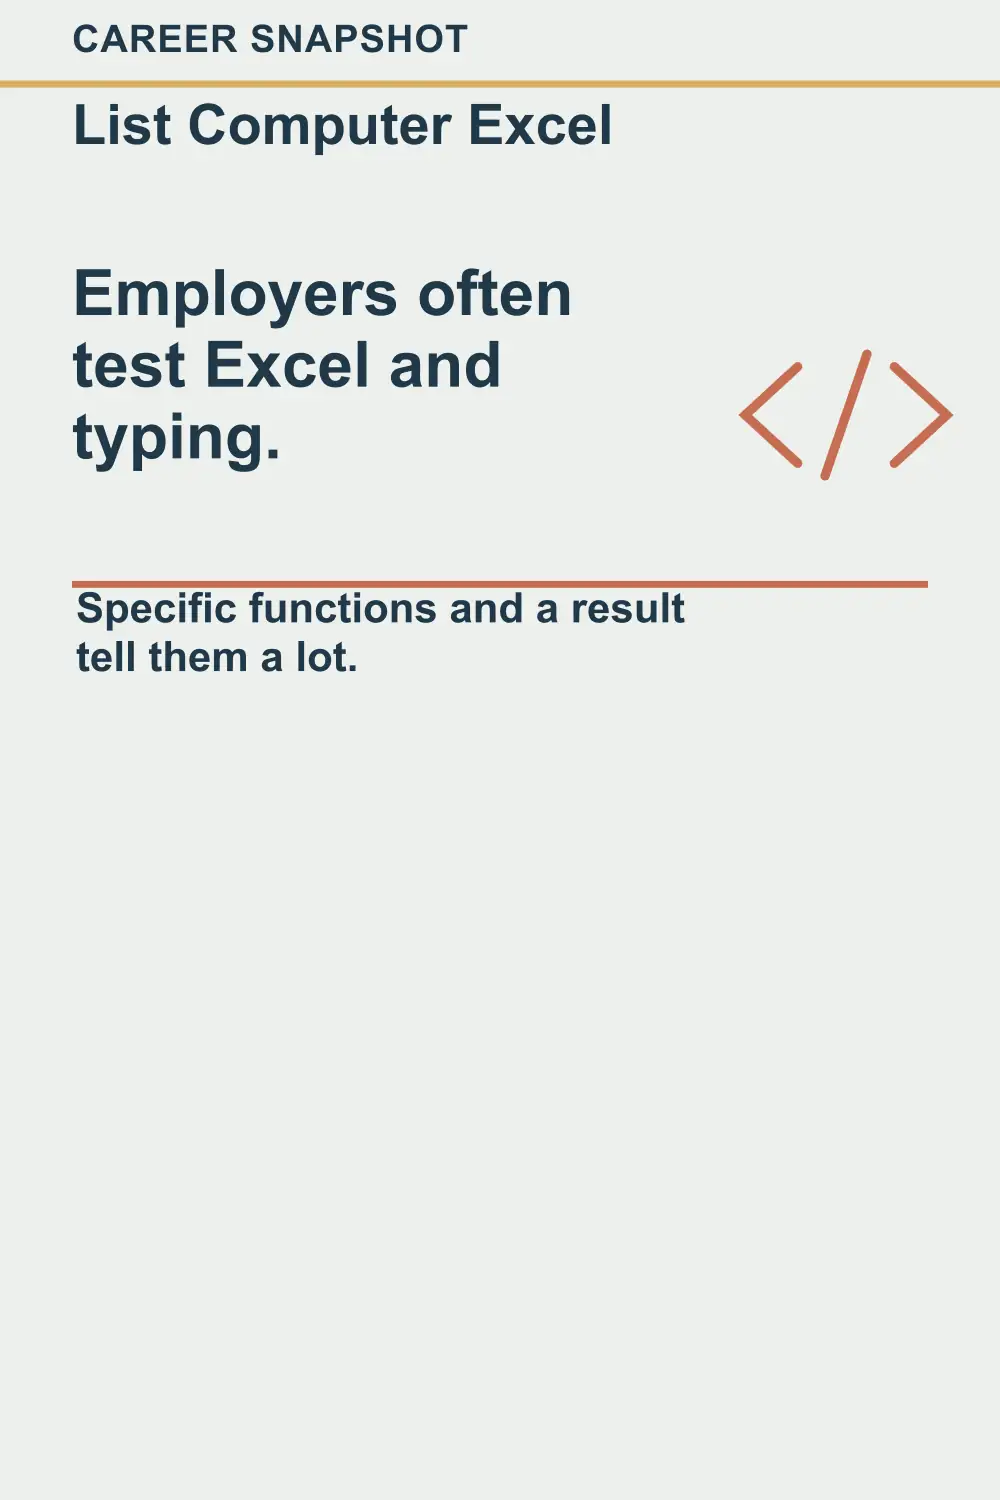 CAREER SNAPSHOT
List Computer Excel
Employers often
test Excel and
typing.
</>
Specific functions and a result
tell them a lot.